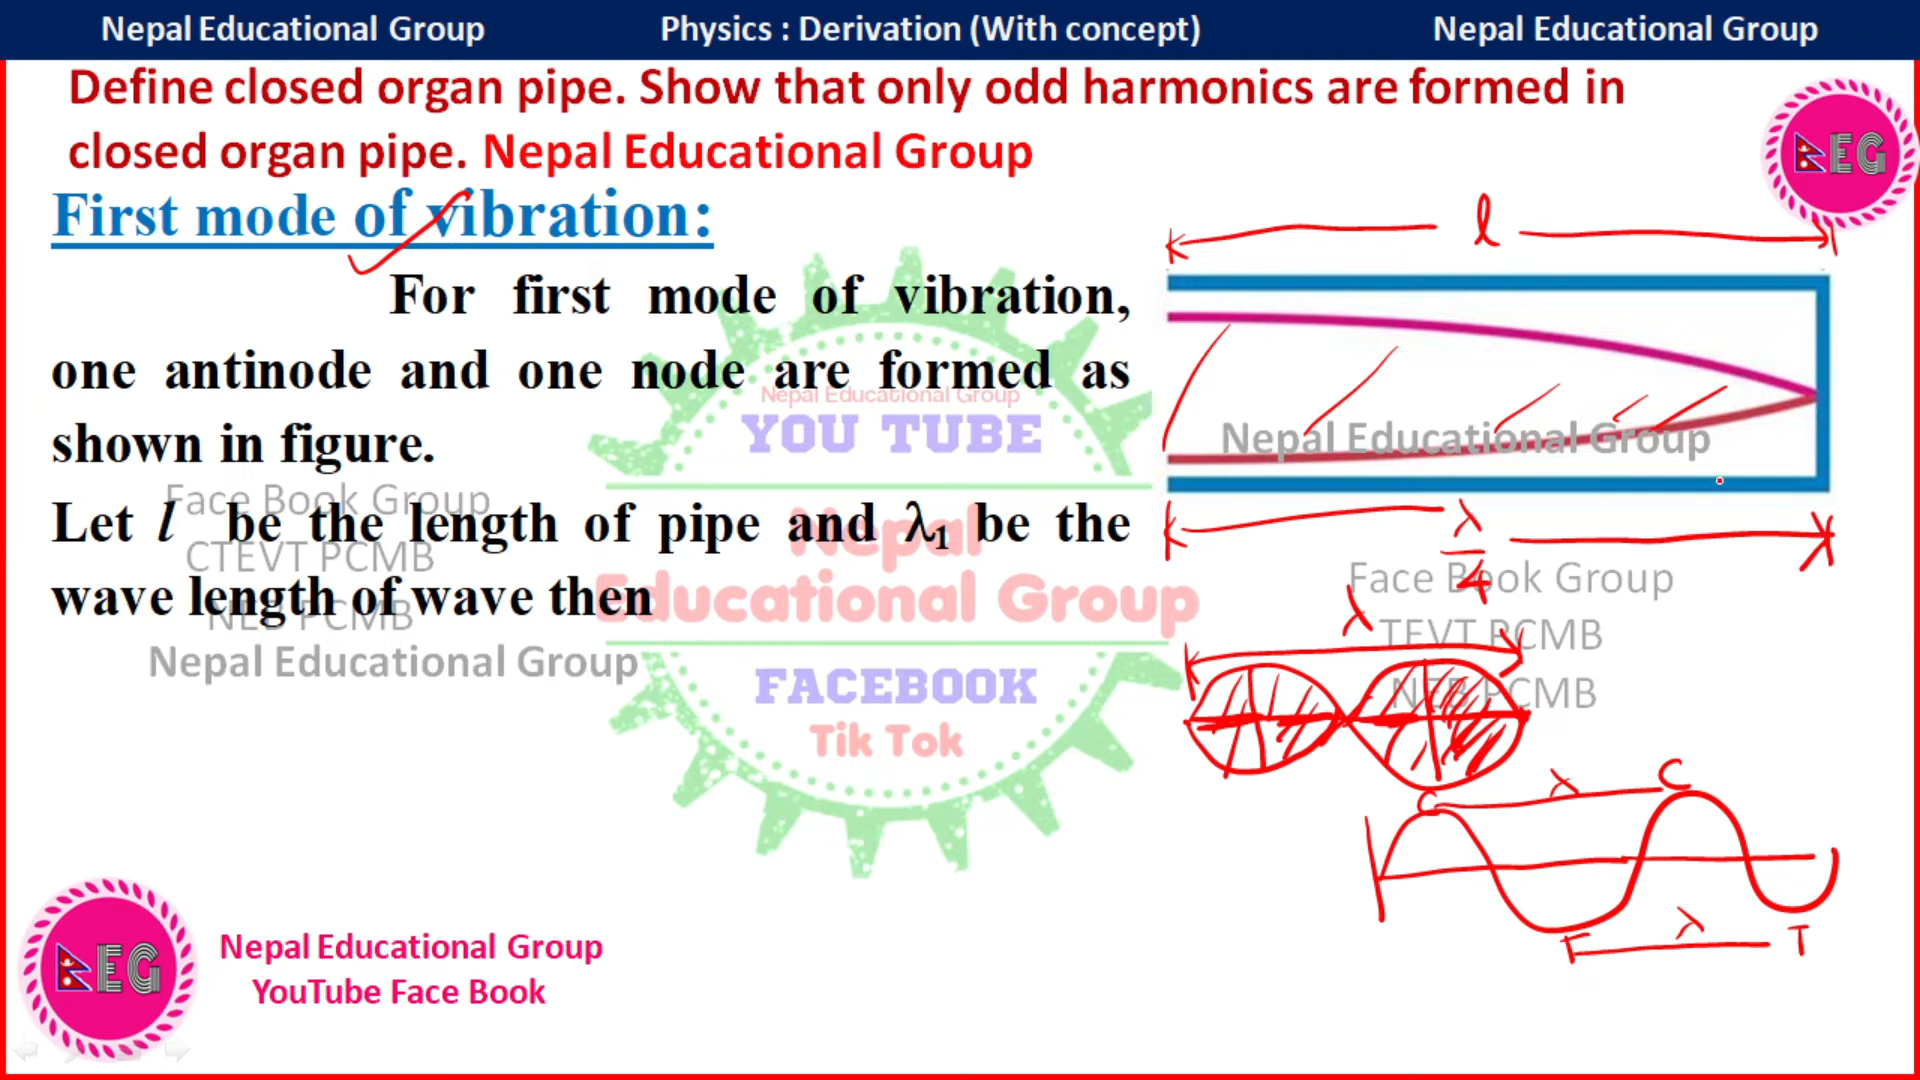 Nepal Educational Group Physics : Derivation (With concept) Nepal Educational Group
Define closed organ pipe. Show that only odd harmonics are formed in
closed organ pipe. Nepal Educational Group
EG
First mode of vibration:
l
For first mode of vibration,
one antinode and one node are formed as
shown in figure.
Let l be the length of pipe and λ1 be the
wave length of wave then
Nepal Educational Group
YOU TUBE
Nepal
Educational Group
FACEBOOK
Tik Tok
Face Book Group
CTEVT PCMB
NEB PCMB
Nepal Educational Group
Nepal Educational Group
λ
4
Face Book Group
TEVT PCMB
NEB PCMB
λ
C λ C
T λ T
EG
Nepal Educational Group
YouTube Face Book